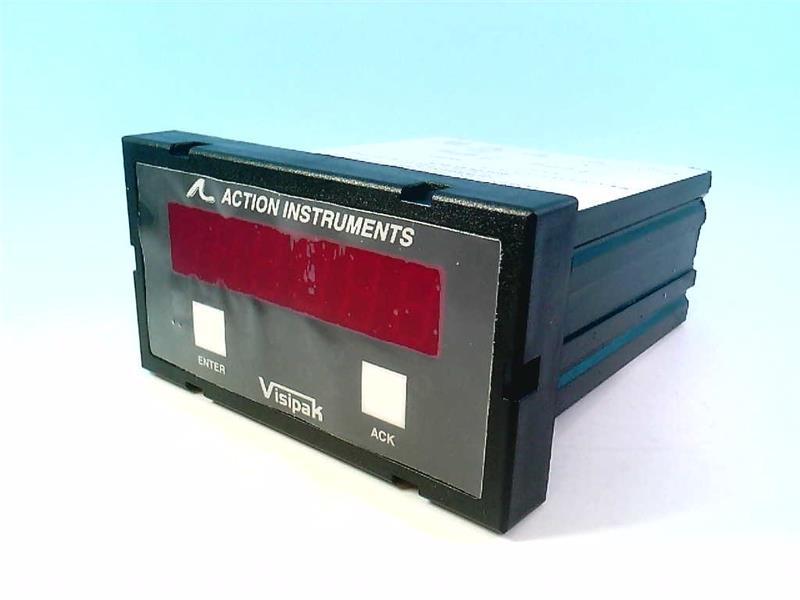 ACTION INSTRUMENTS
ENTER
Visipak
ACK